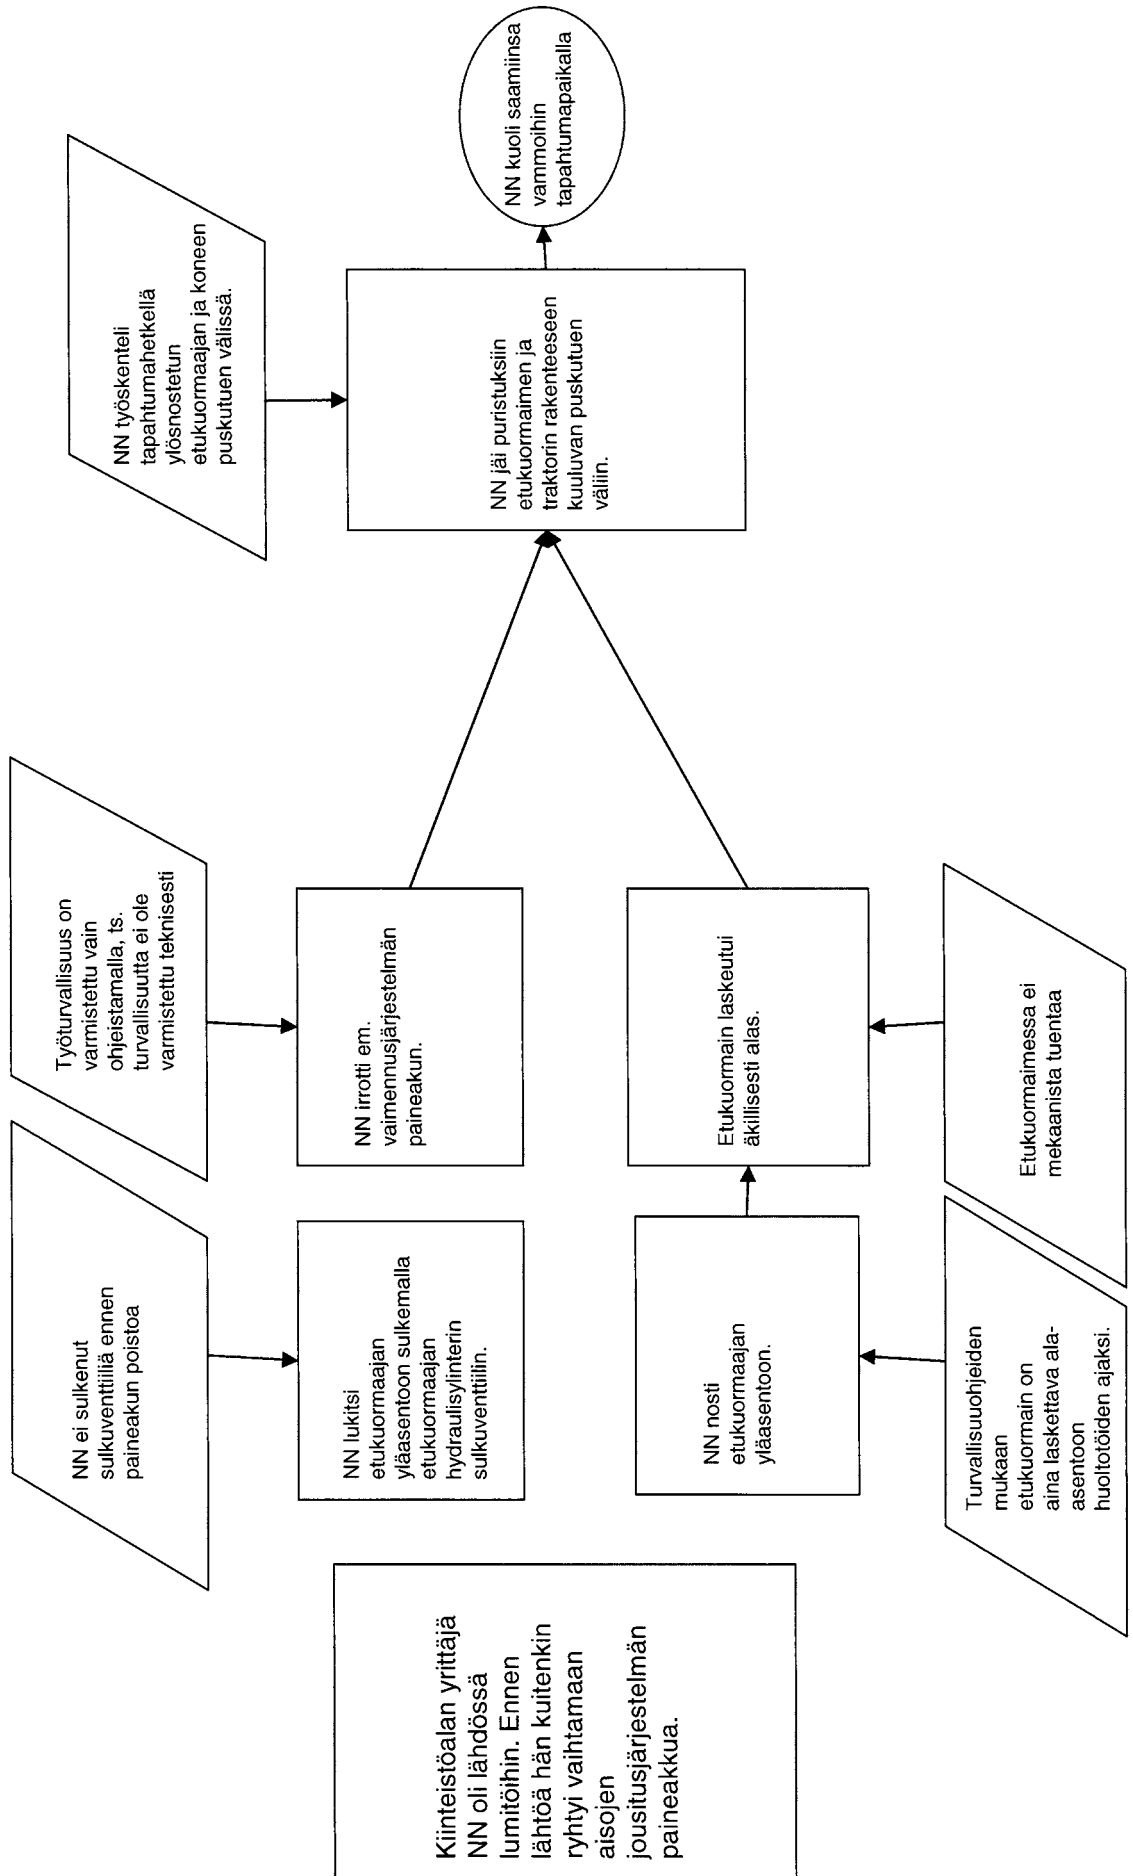 Kiinteistöalan yrittäjä
NN oli lähdössä
lumitöihin. Ennen
lähtöä hän kuitenkin
ryhtyi vaihtamaan
aisojen
jousitusjärjestelmän
paineakkua.
NN ei sulkenut
sulkuventtiiliä ennen
paineakun poistoa
NN lukitsi
etukuormaajan
yläasentoon sulkemalla
etukuormaajan
hydraulisylinterin
sulkuventtiilin.
NN nosti
etukuormaajan
yläasentoon.
Turvallisuuohjeiden
mukaan
etukuormain on
aina laskettava ala-
asentoon
huoltotöiden ajaksi.
Työturvallisuus on
varmistettu vain
ohjeistamalla, ts.
turvallisuutta ei ole
varmistettu teknisesti
NN irrotti em.
vaimennusjärjestelmän
paineakun.
Etukuormain laskeutui
äkillisesti alas.
Etukuormaimessa ei
mekaanista tuentaa
NN työskenteli
tapahtumahetkellä
ylösnostetun
etukuormaajan ja koneen
puskutuen välissä.
NN jäi puristuksiin
etukuormaimen ja
traktorin rakenteeseen
kuuluvan puskutuen
väliin.
NN kuoli saamiinsa
vammoihin
tapahtumapaikalla